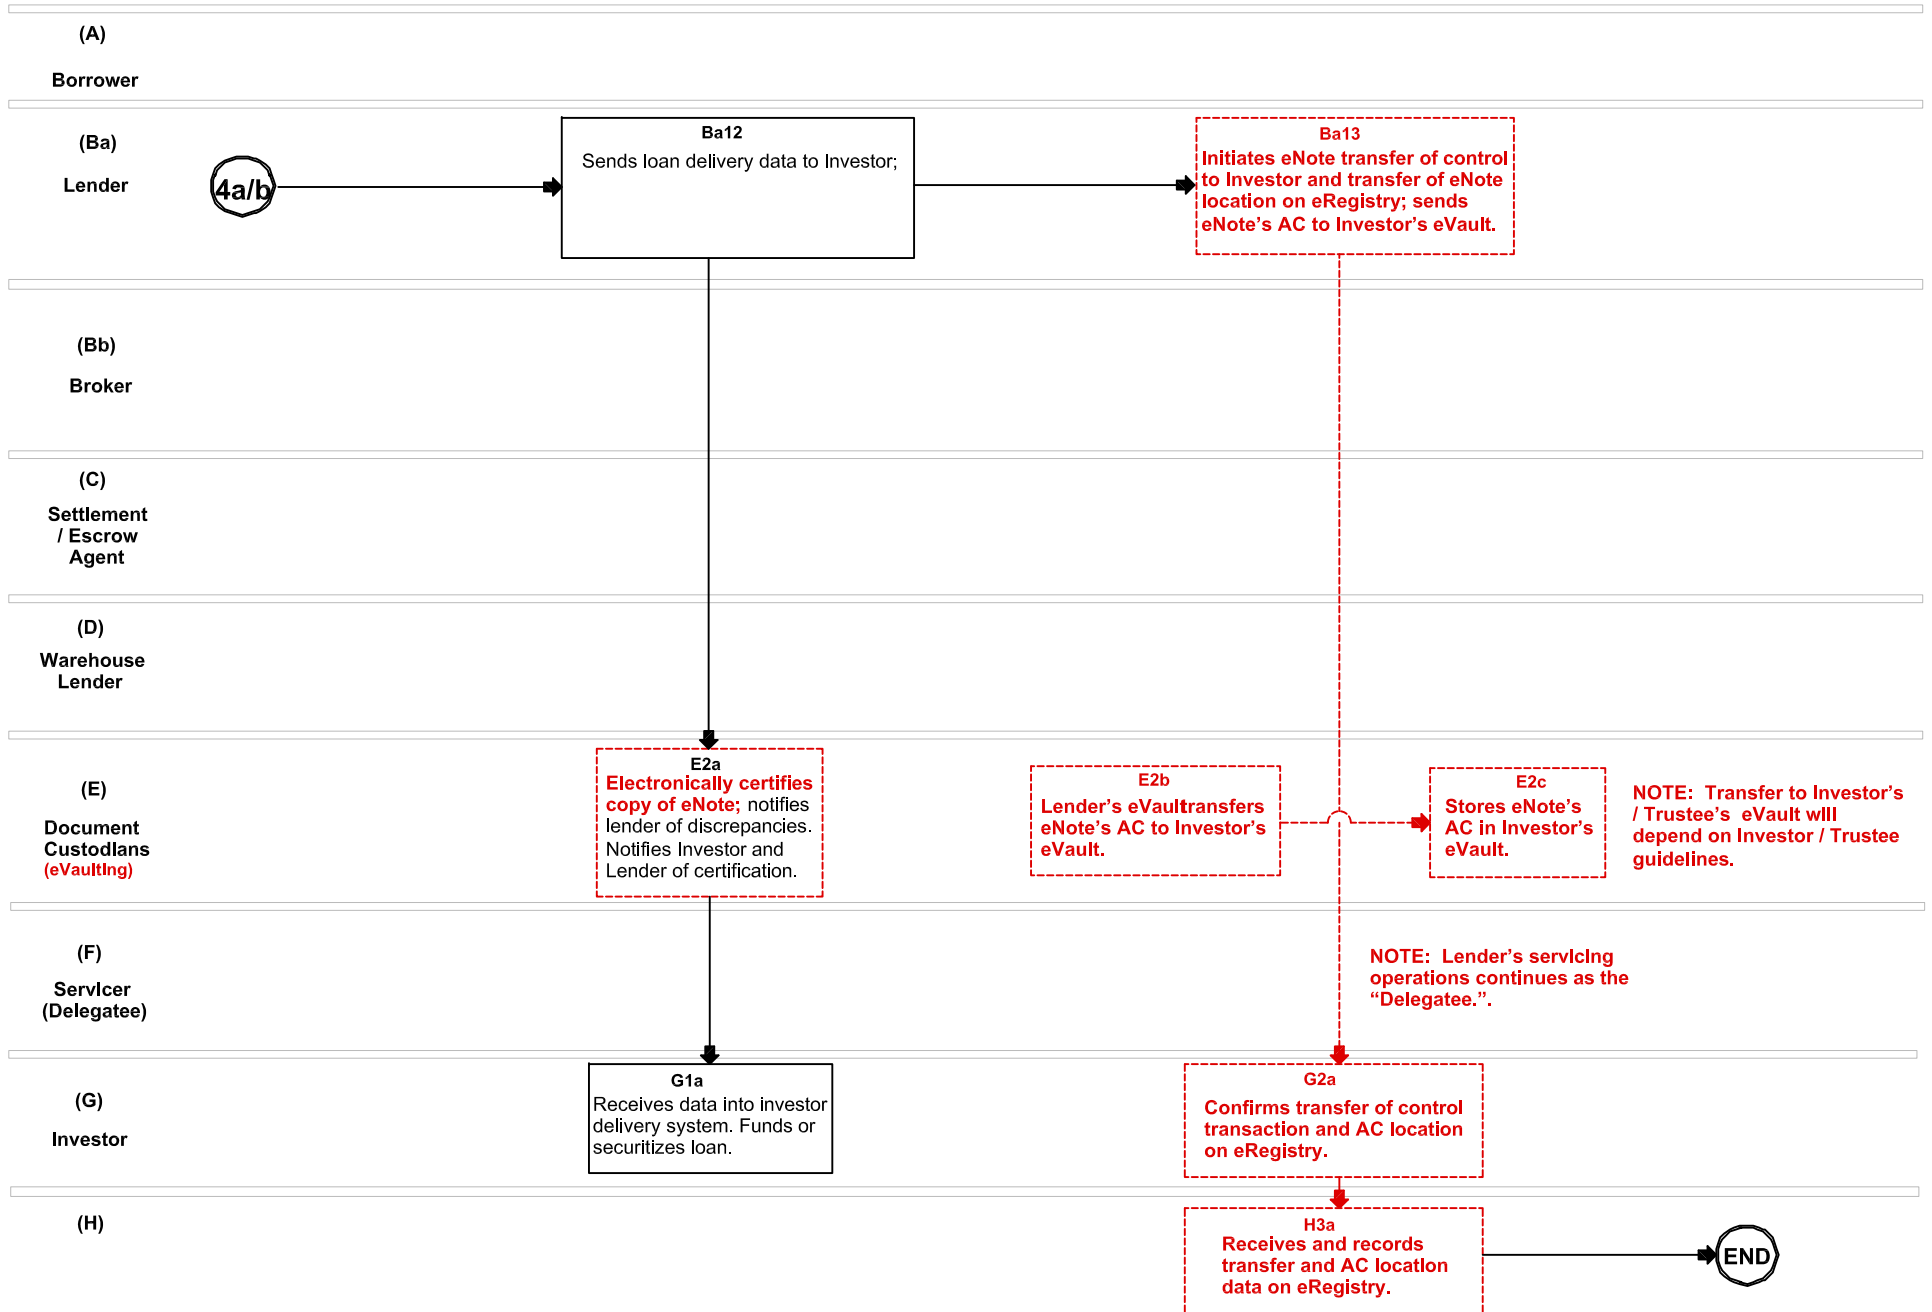 (A)
Borrower
(Ba)
Lender
4a/b
Ba12
Sends loan delivery data to Investor;
Ba13
Initiates eNote transfer of control
to Investor and transfer of eNote
location on eRegistry; sends
eNote’s AC to Investor’s eVault.
(Bb)
Broker
(C)
Settlement
/ Escrow
Agent
(D)
Warehouse
Lender
(E)
Document
Custodians
(eVaulting)
E2a
Electronically certifies
copy of eNote; notifies
lender of discrepancies.
Notifies Investor and
Lender of certification.
E2b
Lender’s eVaulttransfers
eNote’s AC to Investor’s
eVault.
E2c
Stores eNote’s
AC in Investor’s
eVault.
NOTE: Transfer to Investor’s
/ Trustee’s eVault will
depend on Investor / Trustee
guidelines.
(F)
Servicer
(Delegatee)
NOTE: Lender’s servicing
operations continues as the
“Delegatee.”.
(G)
Investor
G1a
Receives data into investor
delivery system. Funds or
securitizes loan.
G2a
Confirms transfer of control
transaction and AC location
on eRegistry.
(H)
H3a
Receives and records
transfer and AC location
data on eRegistry.
END